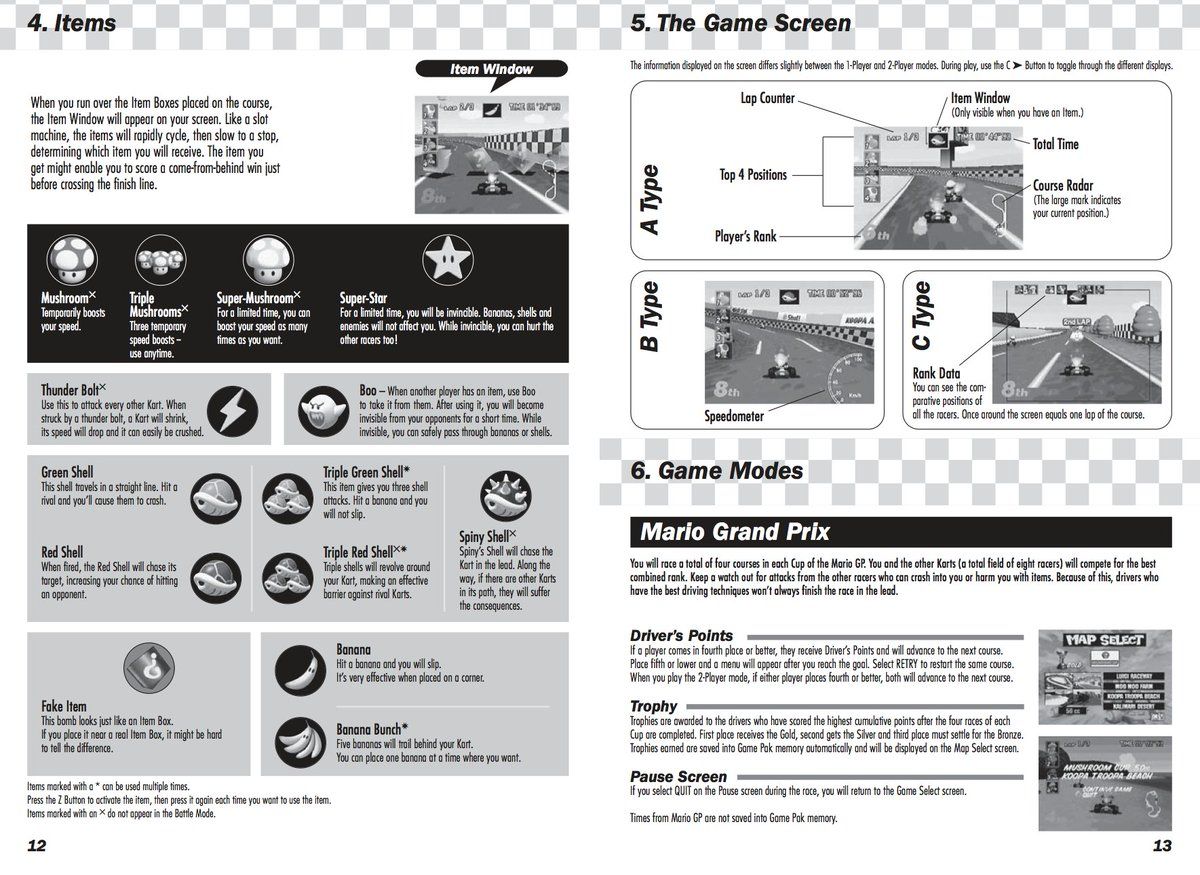 4. Items
Item Window
When you run over the Item Boxes placed on the course,
the Item Window will appear on your screen. Like a slot
machine, the items will rapidly cycle, then slow to a stop,
determining which item you will receive. The item you
get might enable you to score a come-from-behind win just
before crossing the finish line.
LAP 2/3
8th
Mushroom×
Temporarily boosts
your speed.
Triple
Mushrooms×
Three temporary
speed boosts –
use anytime.
Super-Mushroom×
For a limited time, you can
boost your speed as many
times as you want.
Super-Star
For a limited time, you will be invincible. Bananas, shells and
enemies will not affect you. While invincible, you can hurt the
other racers too!
Thunder Bolt×
Use this to attack every other Kart. When
struck by a thunder bolt, a Kart will shrink,
its speed will drop and it can easily be crushed.
Boo – When another player has an item, use Boo
to take it from them. After using it, you will become
invisible from your opponents for a short time. While
invisible, you can safely pass through bananas or shells.
Green Shell
This shell travels in a straight line. Hit a
rival and you'll cause them to crash.
Red Shell
When fired, the Red Shell will chase its
target, increasing your chance of hitting
an opponent.
Triple Green Shell*
This item gives you three shell
attacks. Hit a banana and you
will not slip.
Triple Red Shell×*
Triple shells will revolve around
your Kart, making an effective
barrier against rival Karts.
Spiny Shell×
Spiny's Shell will chase the
Kart in the lead. Along the
way, if there are other Karts
in its path, they will suffer
the consequences.
Fake Item
This bomb looks just like an Item Box.
If you place it near a real Item Box, it might be hard
to tell the difference.
Banana
Hit a banana and you will slip.
It's very effective when placed on a corner.
Banana Bunch*
Five bananas will trail behind your Kart.
You can place one banana at a time where you want.
Items marked with a * can be used multiple times.
Press the Z Button to activate the item, then press it again each time you want to use the item.
Items marked with an × do not appear in the Battle Mode.
12
5. The Game Screen
The information displayed on the screen differs slightly between the 1-Player and 2-Player modes. During play, use the C ➤ Button to toggle through the different displays.
A Type
Lap Counter
Item Window
(Only visible when you have an Item.)
Total Time
Top 4 Positions
Course Radar
(The large mark indicates
your current position.)
Player's Rank
LAP 1/3
8th
B Type
LAP 1/3
8th
Speedometer
C Type
2nd LAP
8th
Rank Data
You can see the com-
parative positions of
all the racers. Once around the screen equals one lap of the course.
6. Game Modes
Mario Grand Prix
You will race a total of four courses in each Cup of the Mario GP. You and the other Karts (a total field of eight racers) will compete for the best
combined rank. Keep a watch out for attacks from the other racers who can crash into you or harm you with items. Because of this, drivers who
have the best driving techniques won't always finish the race in the lead.
Driver's Points
If a player comes in fourth place or better, they receive Driver's Points and will advance to the next course.
Place fifth or lower and a menu will appear after you reach the goal. Select RETRY to restart the same course.
When you play the 2-Player mode, if either player places fourth or better, both will advance to the next course.
Trophy
Trophies are awarded to the drivers who have scored the highest cumulative points after the four races of each
Cup are completed. First place receives the Gold, second gets the Silver and third place must settle for the Bronze.
Trophies earned are saved into Game Pak memory automatically and will be displayed on the Map Select screen.
Pause Screen
If you select QUIT on the Pause screen during the race, you will return to the Game Select screen.
Times from Mario GP are not saved into Game Pak memory.
MAP SELECT
GOLD
LUIGI RACEWAY
MOO MOO FARM
KOOPA TROOPA BEACH
KALIMARI DESERT
50 cc
MUSHROOM CUP 50cc
KOOPA TROOPA BEACH
CONTINUE GAME
QUIT
13